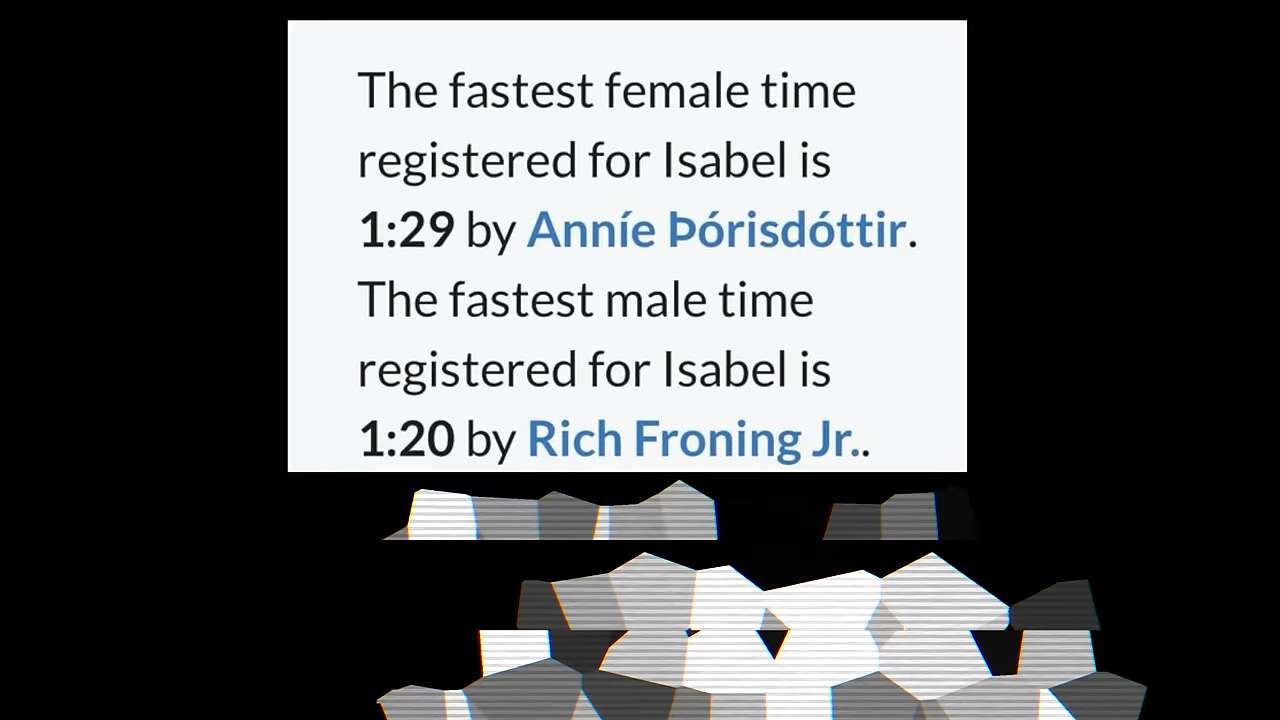 The fastest female time
registered for Isabel is
1:29 by Anníe Þórisdóttir.
The fastest male time
registered for Isabel is
1:20 by Rich Froning Jr..